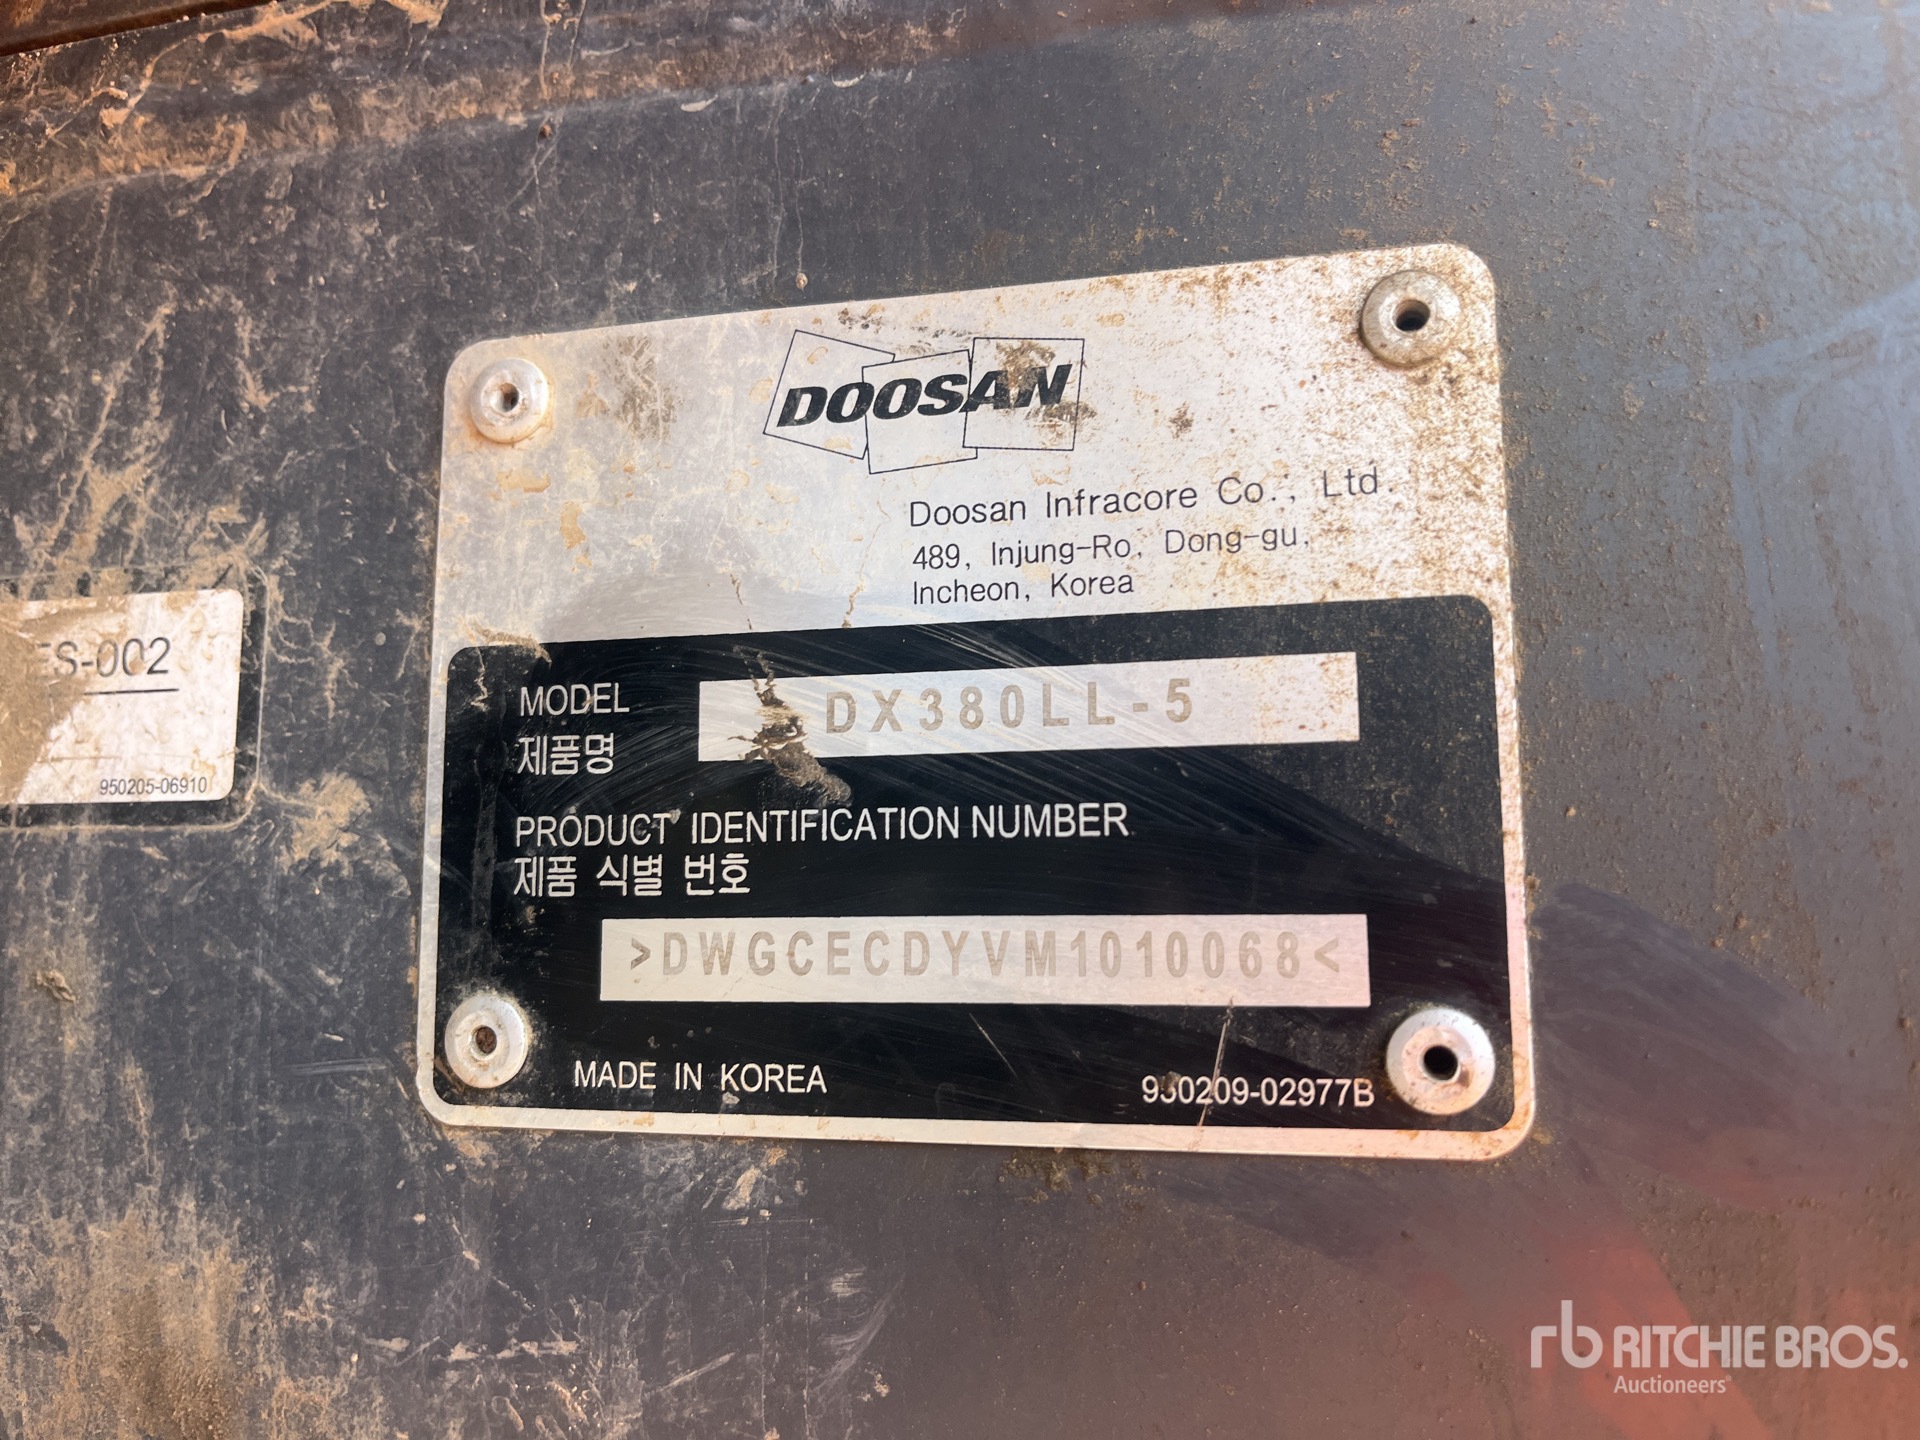 DOOSAN
Doosan Infracore Co., Ltd.
489, Injung-Ro, Dong-gu,
Incheon, Korea
MODEL DX380LL-5
제품명
PRODUCT IDENTIFICATION NUMBER
제품 식별 번호
>DWGCECDYVM1010068<
MADE IN KOREA 950209-02977B
ES-002
950205-06910
rb RITCHIE BROS.
Auctioneers